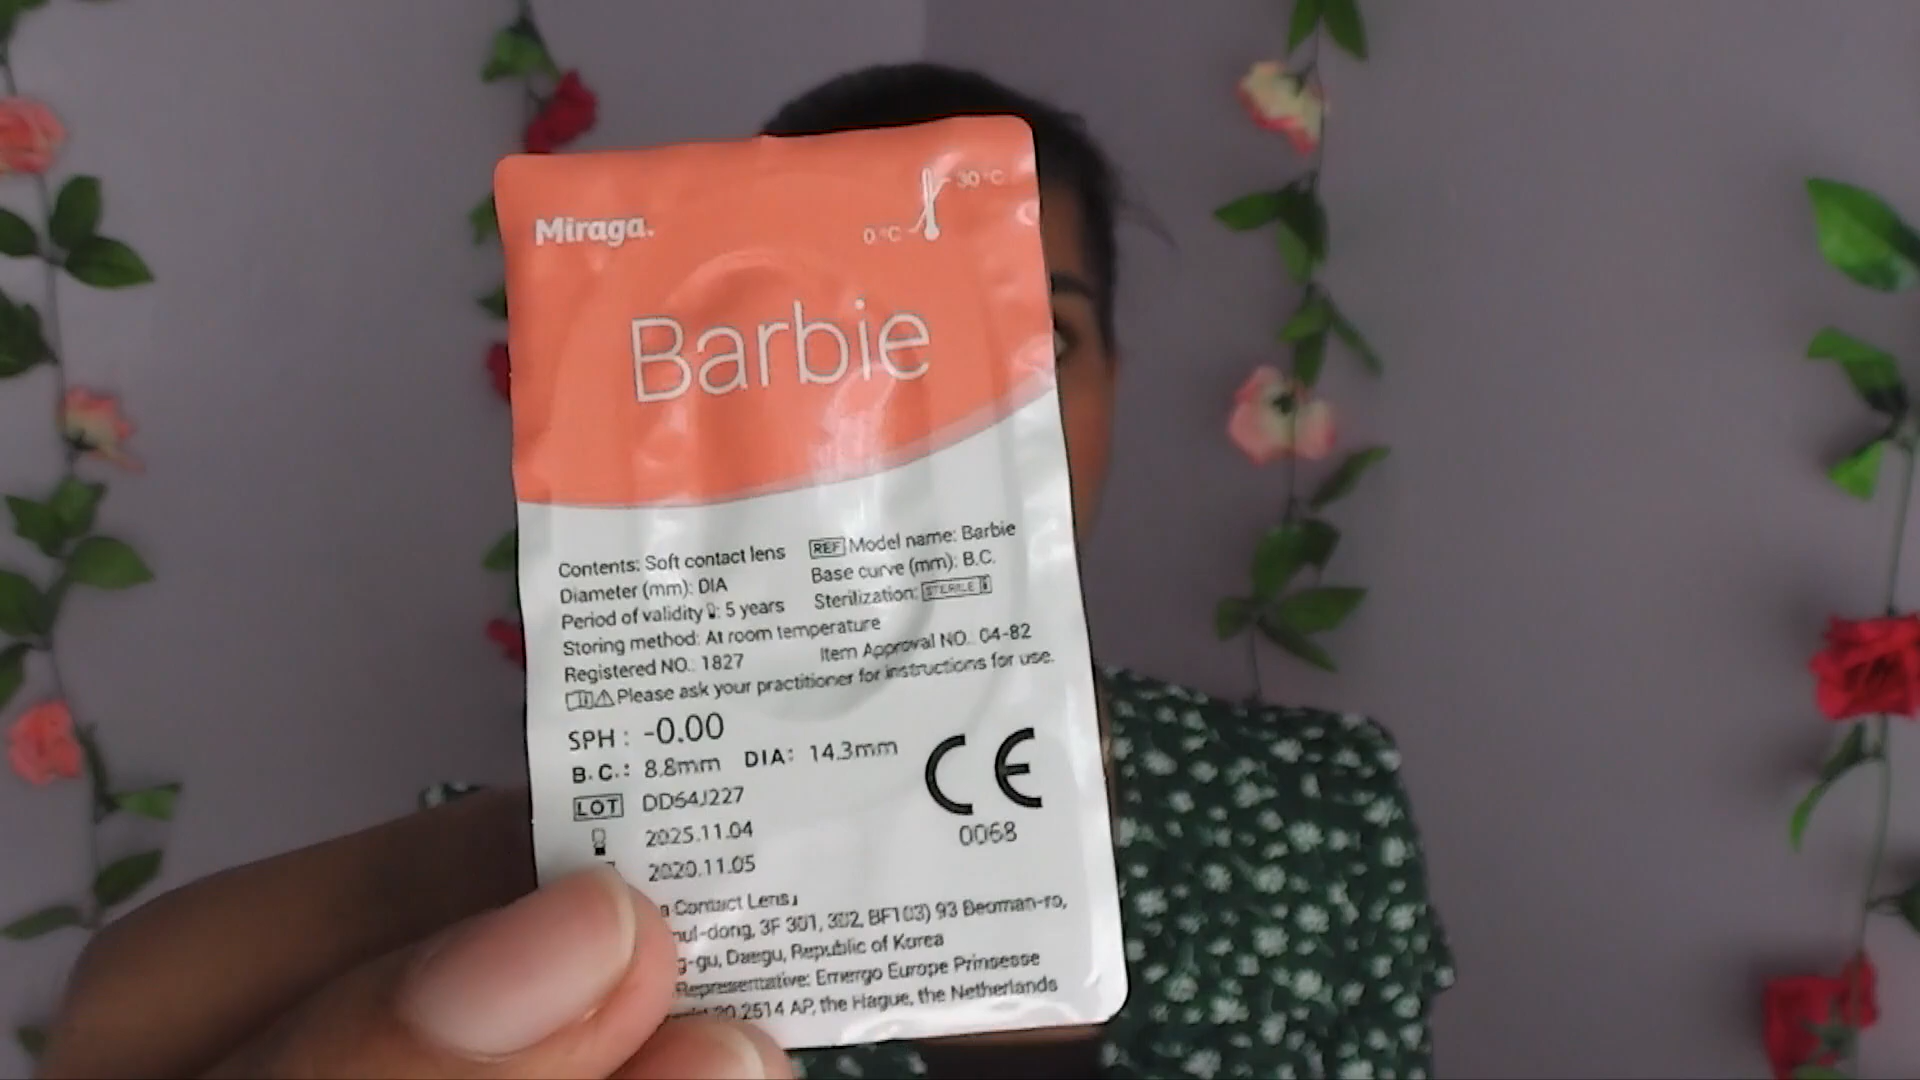 Miraga.
30 °C
0 °C
Barbie
Contents: Soft contact lens
REF Model name: Barbie
Diameter (mm): DIA
Base curve (mm): B.C.
Period of validity : 5 years
Sterilization: STERILE
Storing method: At room temperature
Registered NO.: 1827
Item Approval NO.: 04-82
Please ask your practitioner for instructions for use.
SPH : -0.00
B.C.: 8.8mm DIA: 14.3mm
LOT DD64J227
2025.11.04
2020.11.05
CE
0068
a Contact Lens
-dong, 3F 301, 302, BF103) 93 Beoman-ro,
g-gu, Daegu, Republic of Korea
Representative: Emergo Europe Prinsesse
20 2514 AP, the Hague, the Netherlands